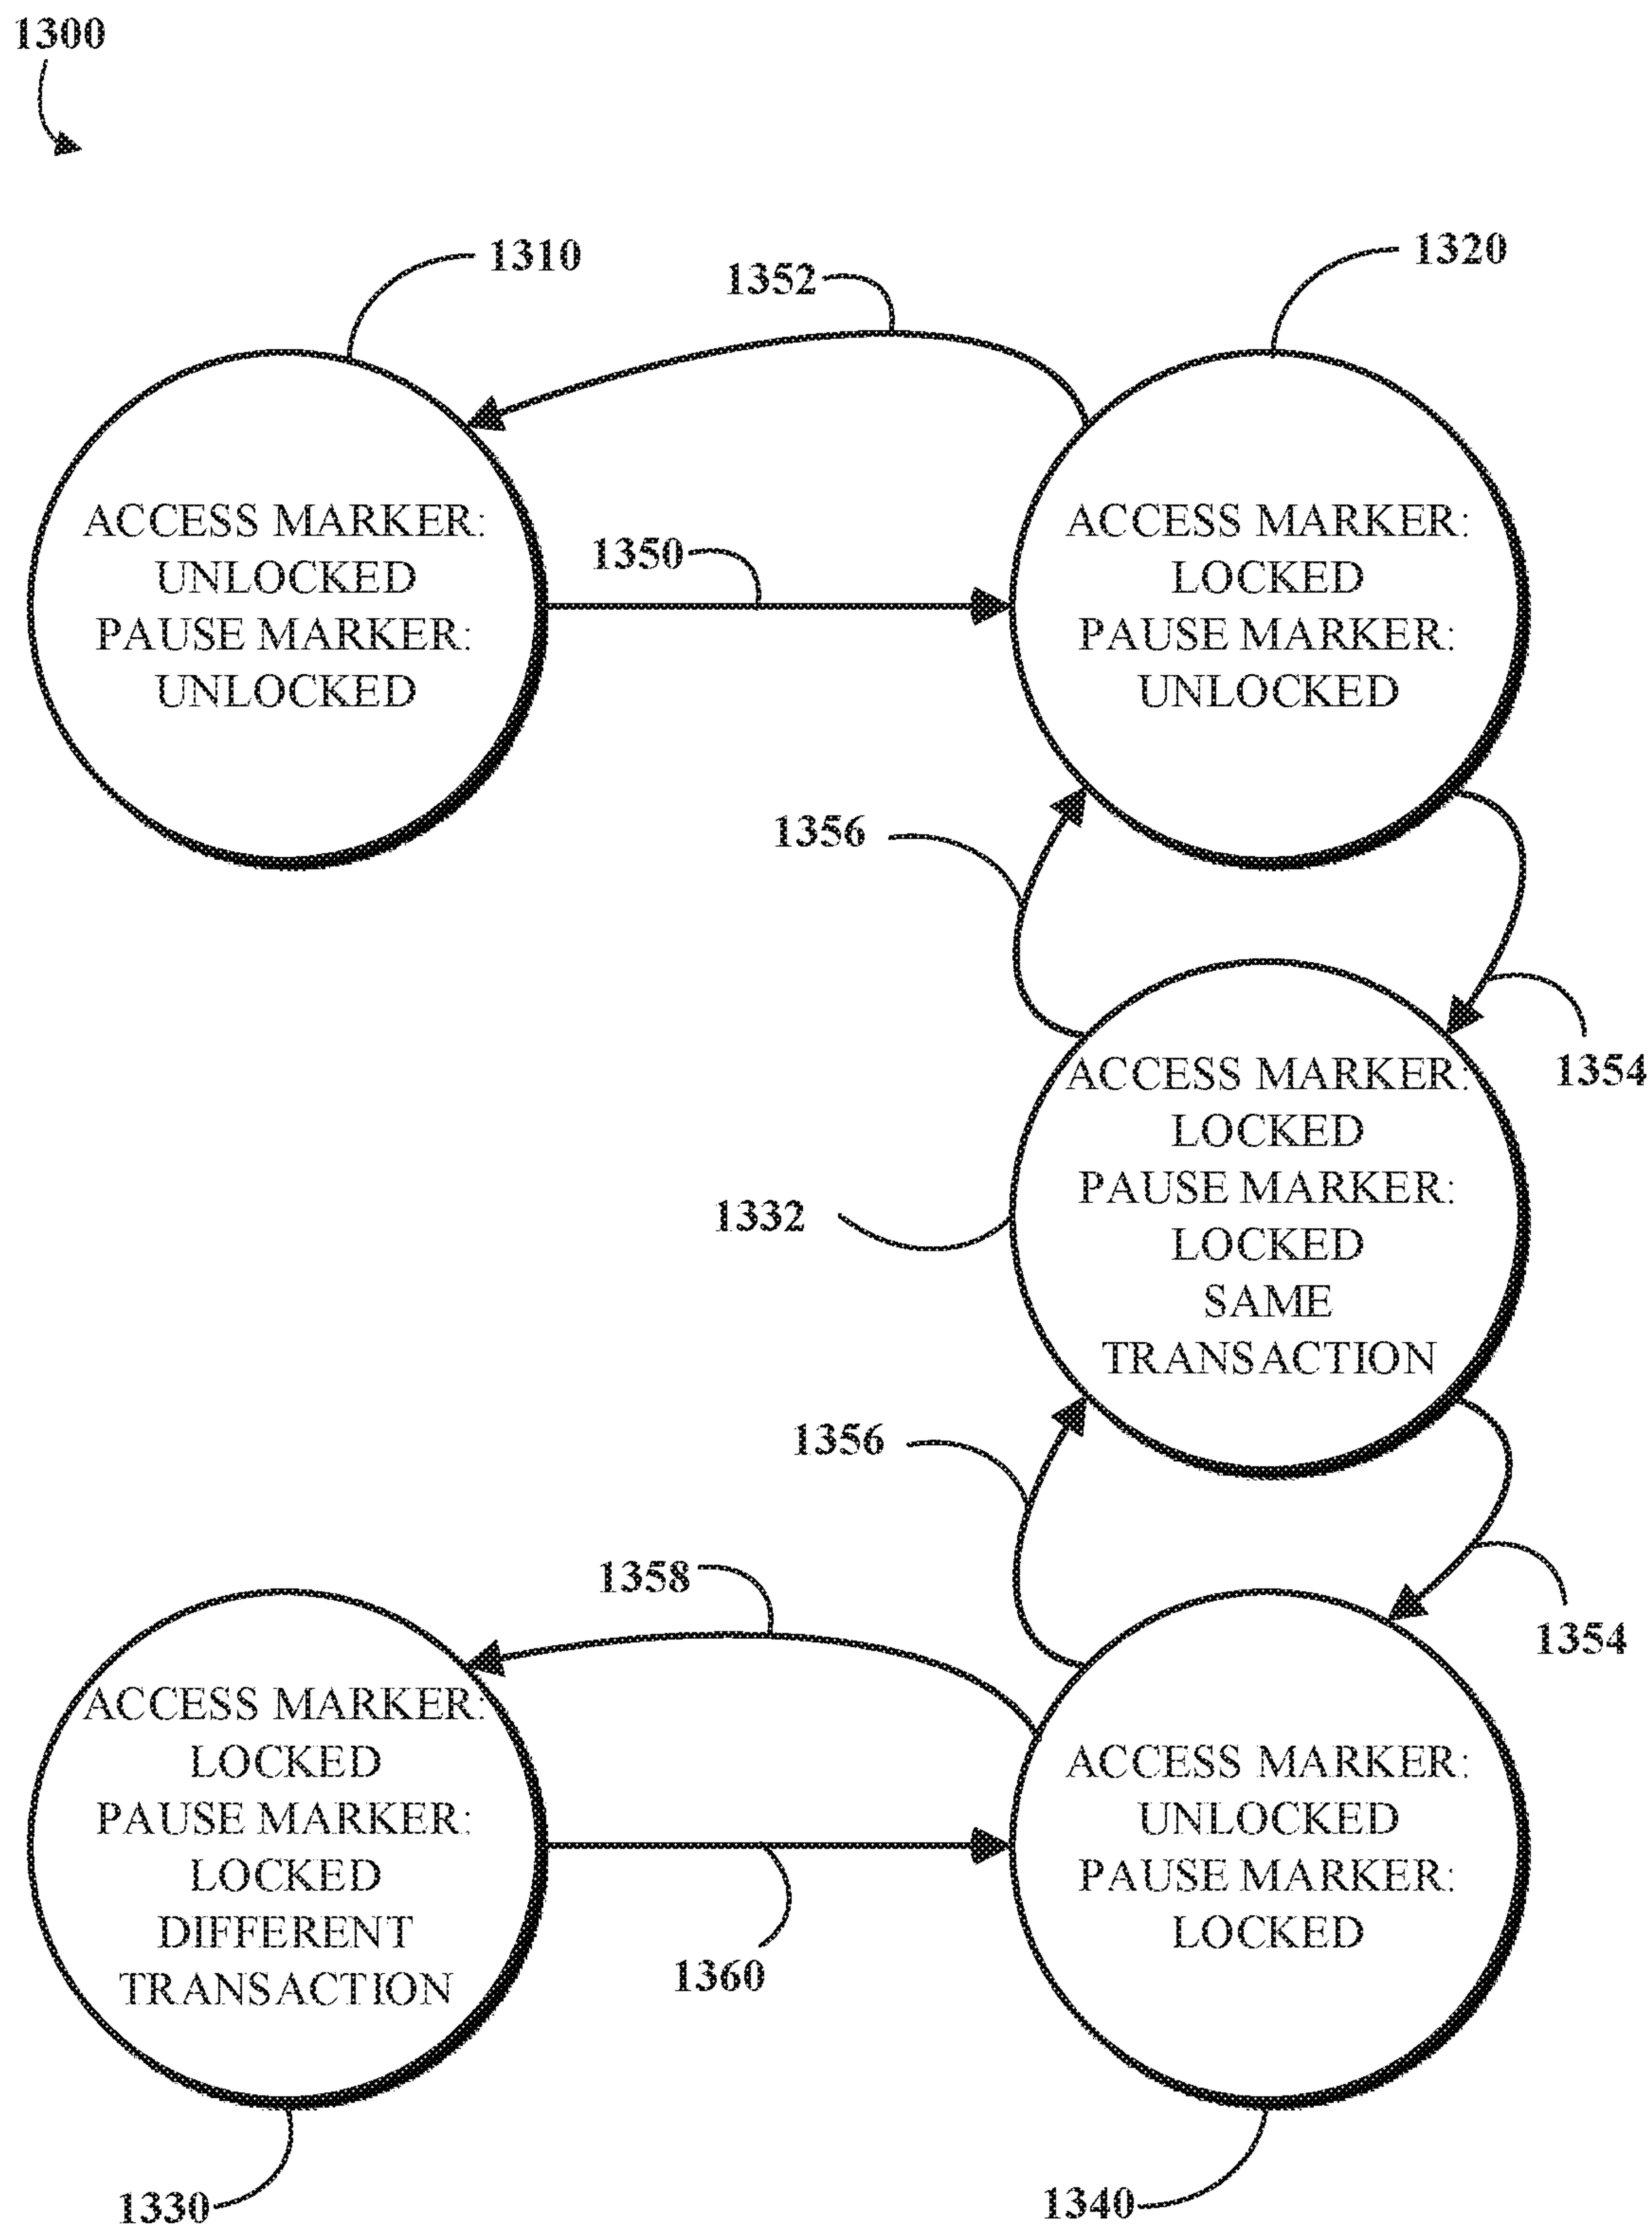 1300
1310
1352
1320
ACCESS MARKER:
UNLOCKED
PAUSE MARKER:
UNLOCKED
1350
ACCESS MARKER:
LOCKED
PAUSE MARKER:
UNLOCKED
1356
1354
ACCESS MARKER:
LOCKED
PAUSE MARKER:
LOCKED
SAME
TRANSACTION
1332
1356
1354
1358
ACCESS MARKER:
LOCKED
PAUSE MARKER:
LOCKED
DIFFERENT
TRANSACTION
1360
ACCESS MARKER:
UNLOCKED
PAUSE MARKER:
LOCKED
1330
1340